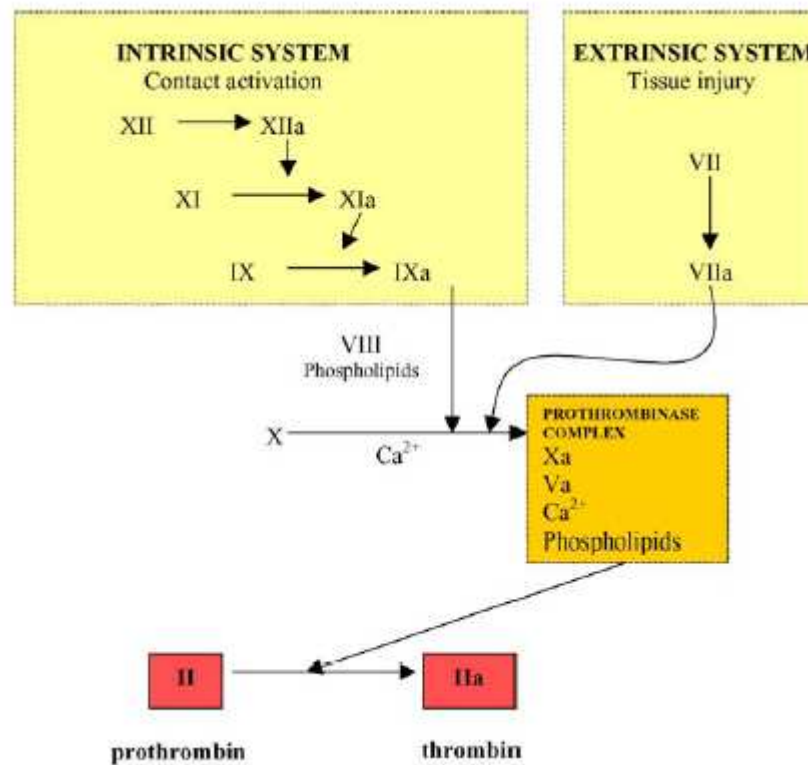 INTRINSIC SYSTEM
Contact activation
XII XIIa
XI XIa
IX IXa
EXTRINSIC SYSTEM
Tissue injury
VII
VIIa
VIII
Phospholipids
X
Ca²⁺
PROTHROMBINASE
COMPLEX
Xa
Va
Ca²⁺
Phospholipids
II IIa
prothrombin thrombin